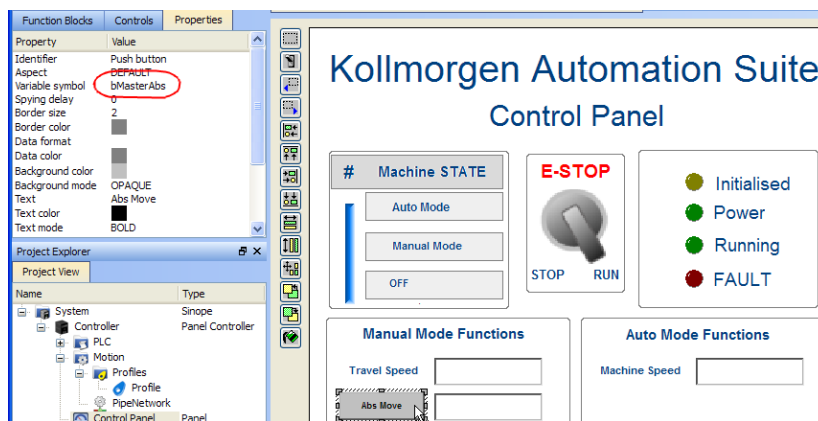 Function Blocks Controls Properties
Property Value
Identifier Push button
Aspect DEFAULT
Variable symbol bMasterAbs
Spying delay 0
Border size 2
Border color
Data format
Data color
Background color
Background mode OPAQUE
Text Abs Move
Text color
Text mode BOLD
Project Explorer
Project View
Name Type
System Sinope
Controller Panel Controller
PLC
Motion
Profiles
Profile
PipeNetwork
Control Panel Panel
Kollmorgen Automation Suite
Control Panel
# Machine STATE
Auto Mode
Manual Mode
OFF
E-STOP
STOP RUN
Initialised
Power
Running
FAULT
Manual Mode Functions
Travel Speed
Abs Move
Auto Mode Functions
Machine Speed